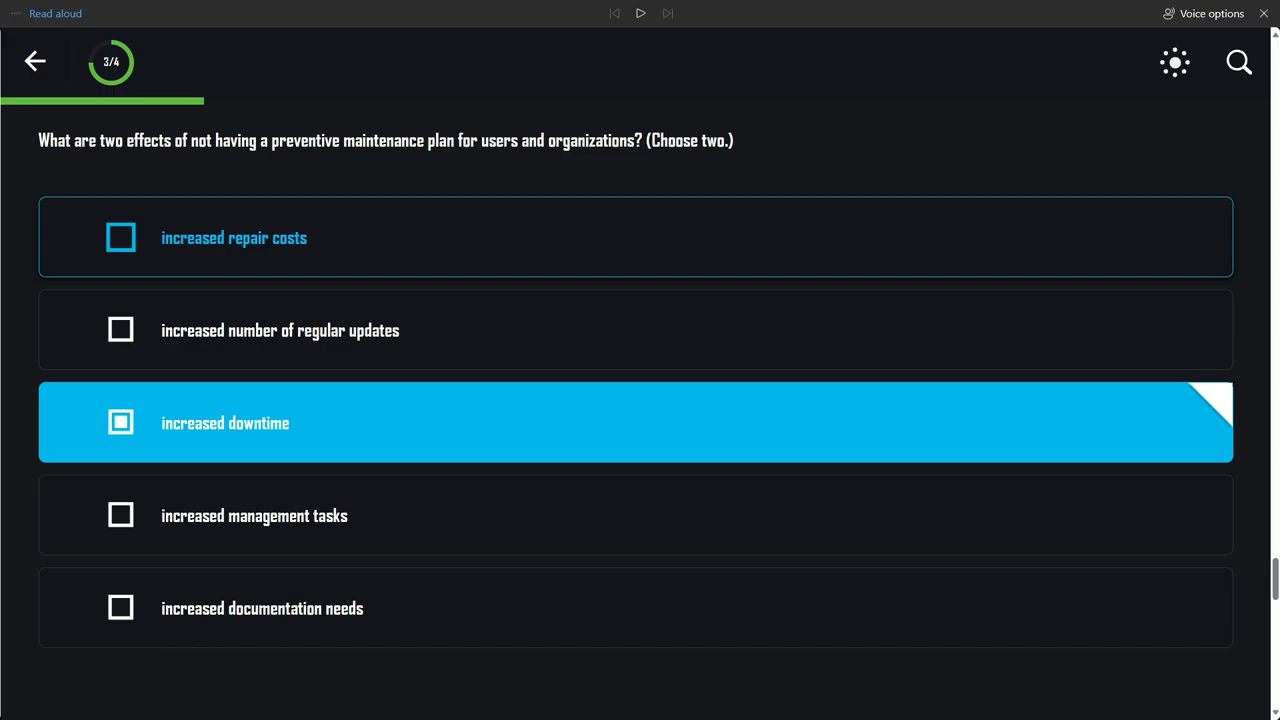 Read aloud
Voice options
3/4
What are two effects of not having a preventive maintenance plan for users and organizations? (Choose two.)
increased repair costs
increased number of regular updates
increased downtime
increased management tasks
increased documentation needs